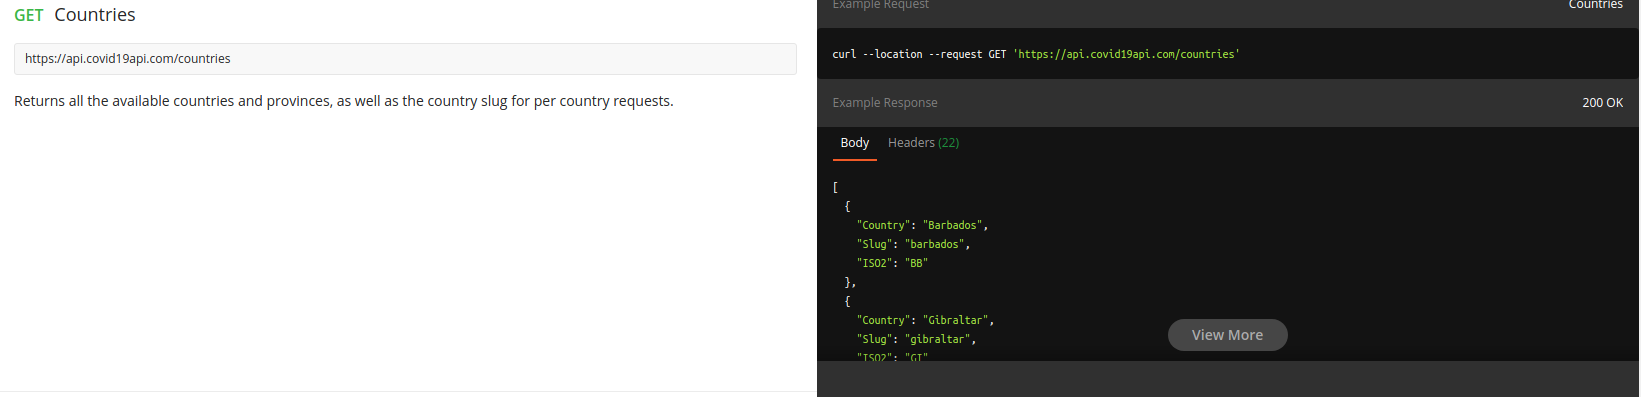 GET Countries
https://api.covid19api.com/countries
Returns all the available countries and provinces, as well as the country slug for per country requests.
Example Request
Countries
curl --location --request GET 'https://api.covid19api.com/countries'
Example Response
200 OK
Body
Headers (22)
[
{
"Country": "Barbados",
"Slug": "barbados",
"ISO2": "BB"
},
{
"Country": "Gibraltar",
"Slug": "gibraltar",
"ISO2": "GI"
View More